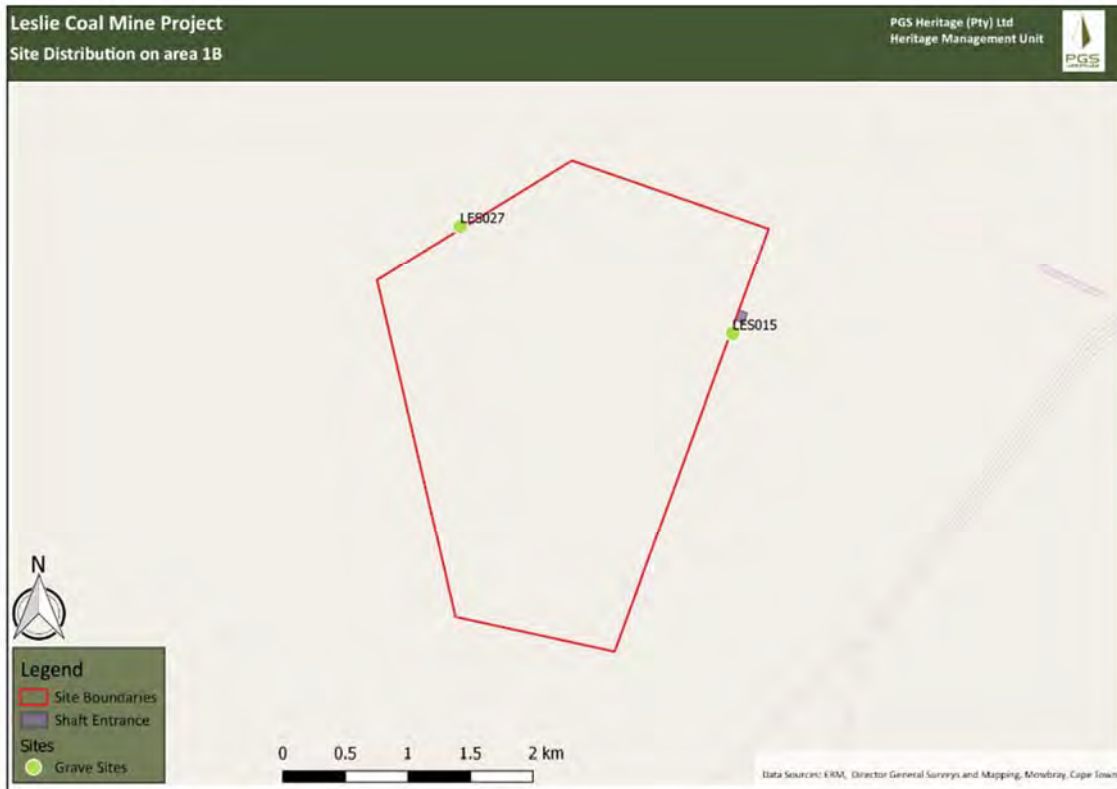 Leslie Coal Mine Project
Site Distribution on area 1B
PGS Heritage (Pty) Ltd
Heritage Management Unit
PGS
LES027
LES015
N
Legend
Site Boundaries
Shaft Entrance
Sites
Grave Sites
0 0.5 1 1.5 2 km
Data Sources: ERM, Director General Surveys and Mapping, Mowbray, Cape Town